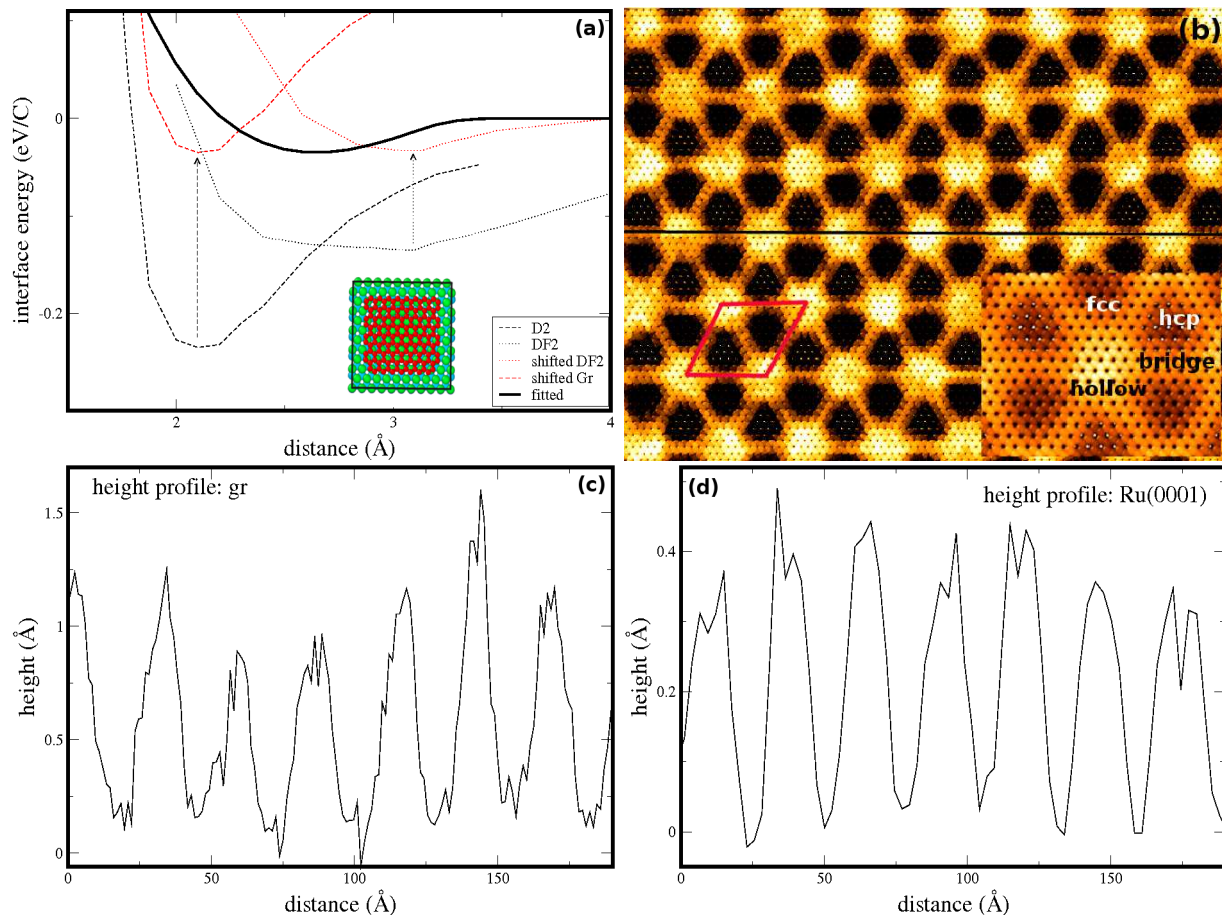 (a)
0
-0.2
interface energy (eV/C)
2
3
4
distance (Å)
D2
DF2
shifted DF2
shifted Gr
fitted
(b)
fcc
hcp
bridge
hollow
height profile: gr
(c)
1.5
1
0.5
0
height (Å)
0
50
100
150
distance (Å)
(d)
height profile: Ru(0001)
0.4
0.2
0
height (Å)
0
50
100
150
distance (Å)